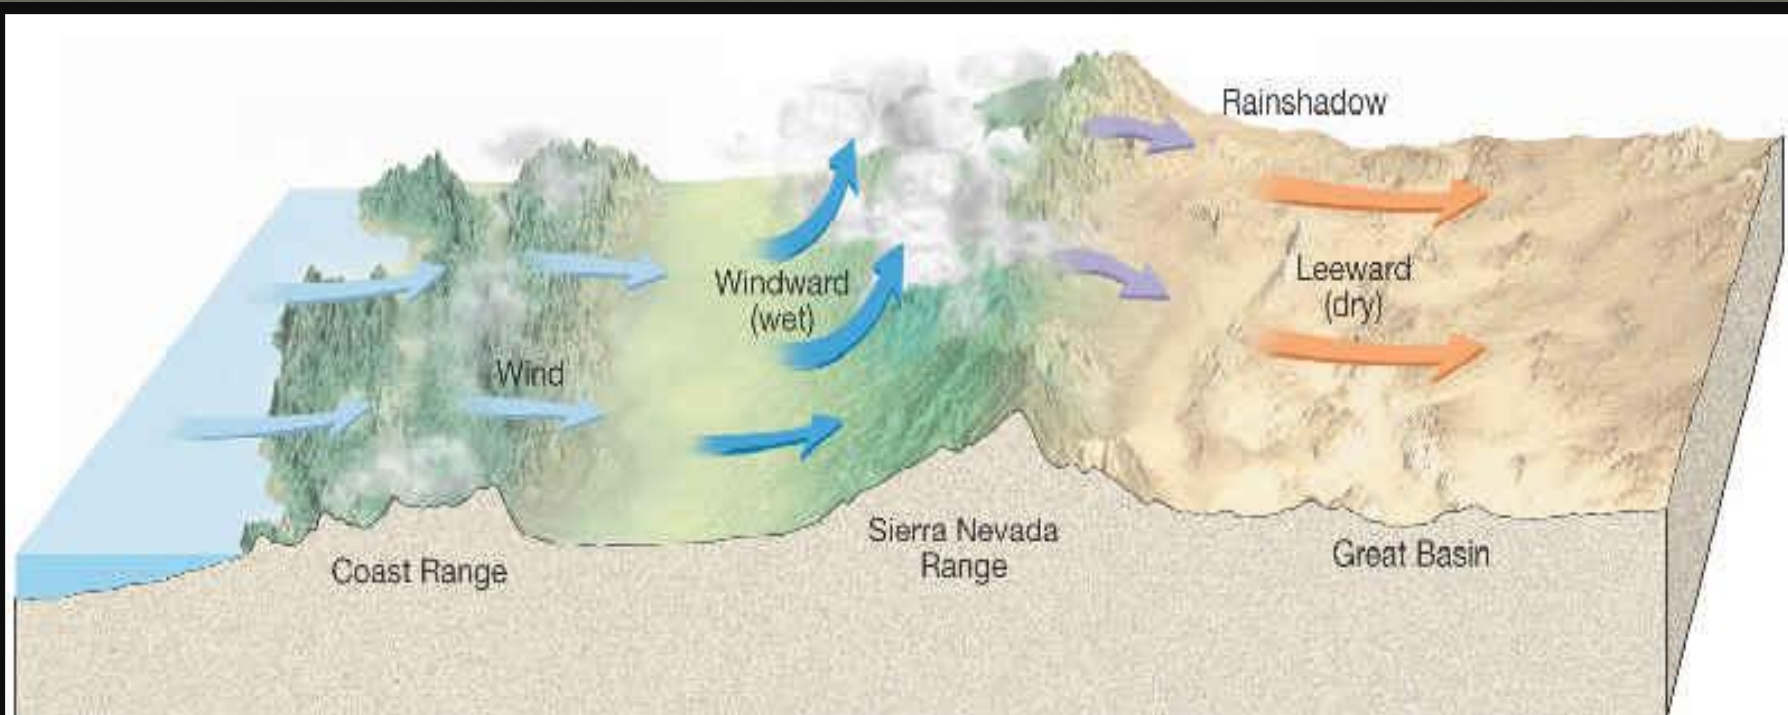 Rainshadow
Windward
(wet)
Leeward
(dry)
Wind
Coast Range
Sierra Nevada
Range
Great Basin